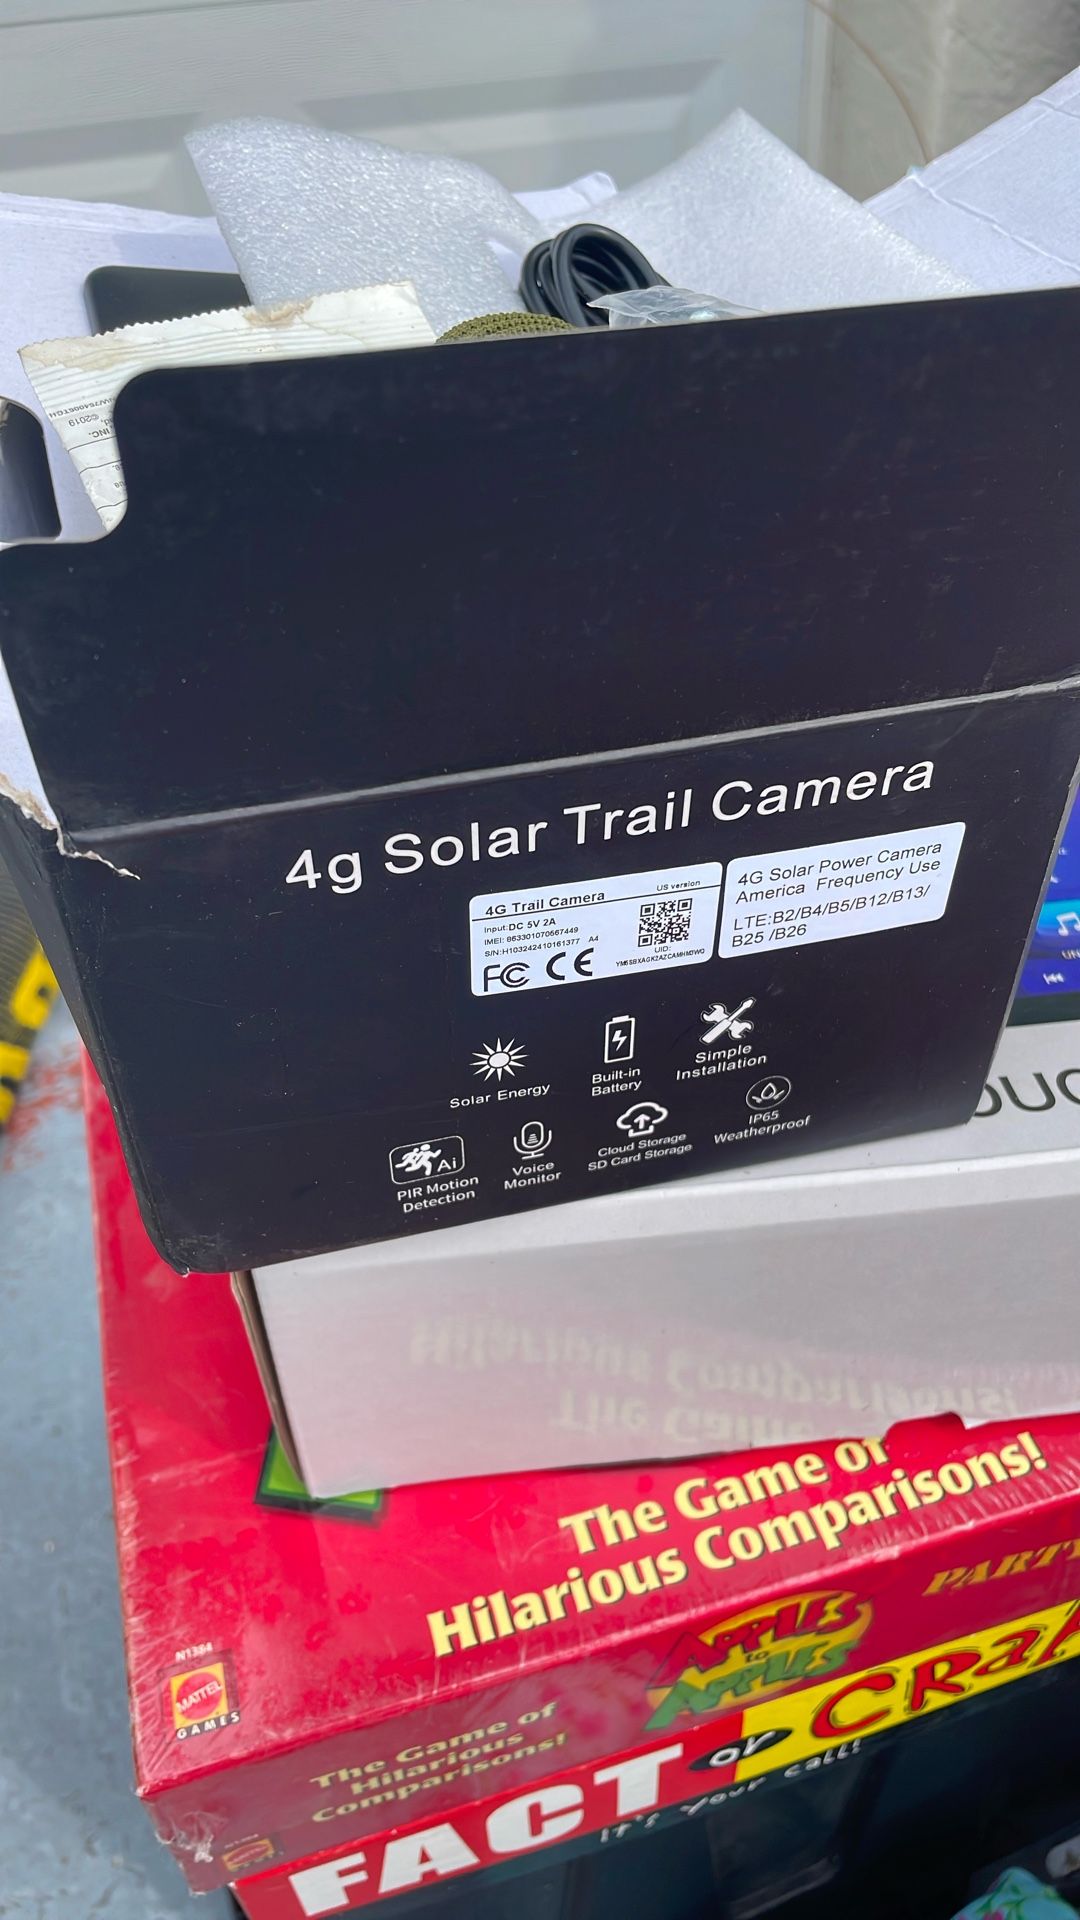 ©2019
INC.
4g Solar Trail Camera
4G Trail Camera
US version
Input:DC 5V 2A
IMEI: 863301070567449
S/N:H103242410161377 A4
FC CE
UID:
4G Solar Power Camera
America Frequency Use
LTE:B2/B4/B5/B12/B13/
B25 /B26
Solar Energy
Built-in
Battery
Simple
Installation
Ai
PIR Motion
Detection
Voice
Monitor
Cloud Storage
SD Card Storage
IP65
Weatherproof
The Game of
Hilarious Comparisons!
N1384
MATTEL
GAMES
The Game of
Hilarious
Comparisons!
APPLES
to
APPLES
PARTY
FACT or CRaP
it's your call!